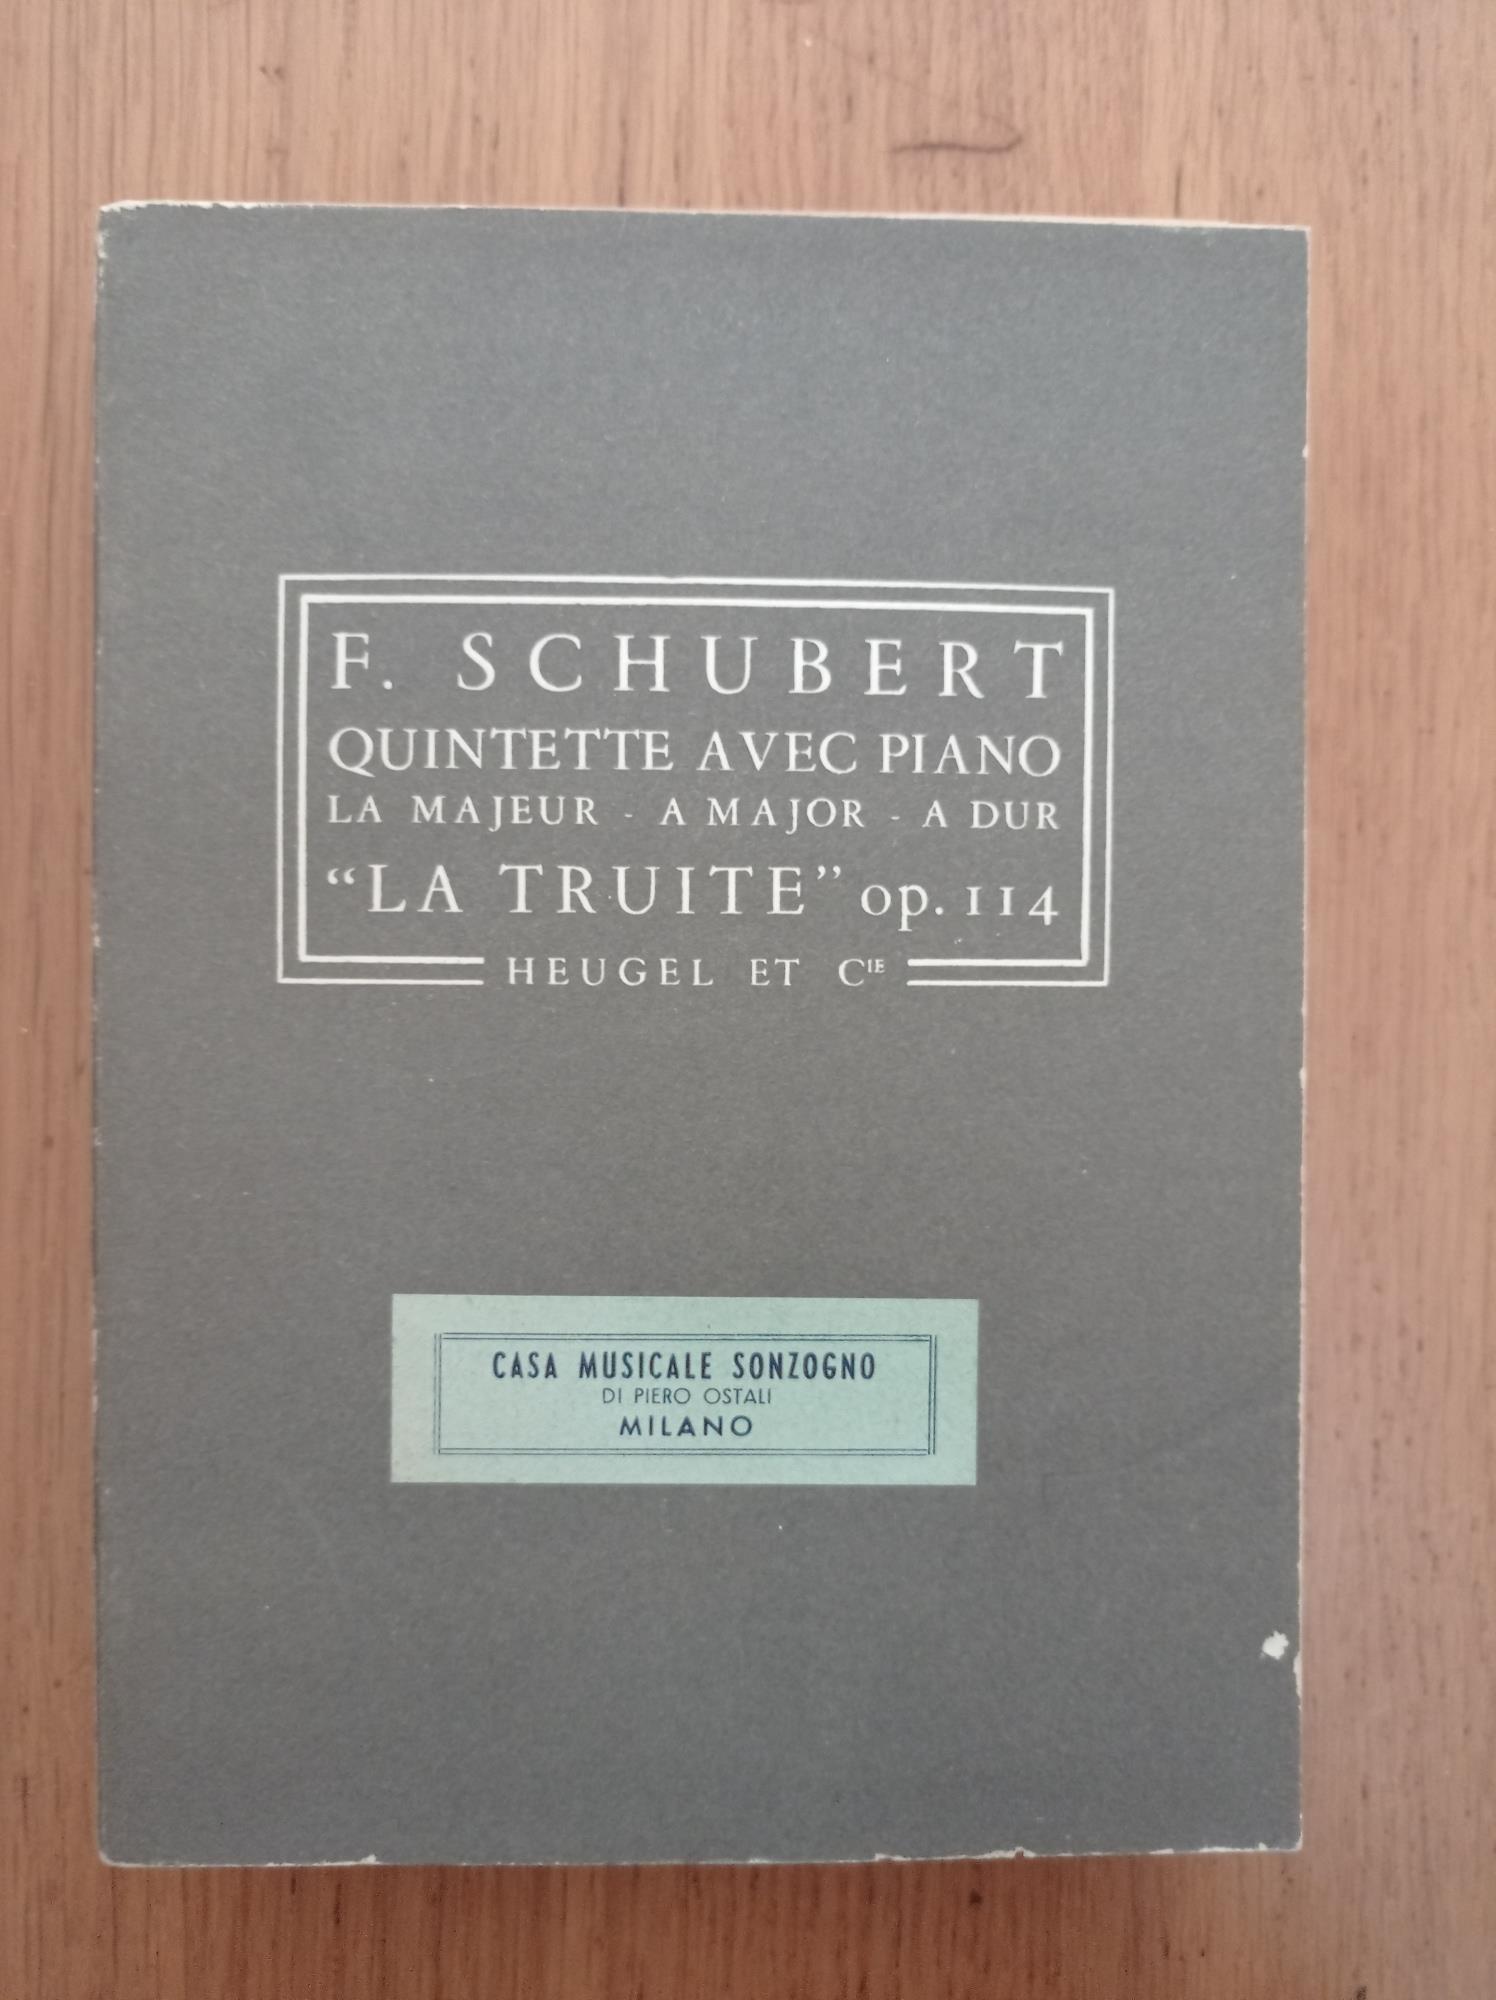 F. SCHUBERT
QUINTETTE AVEC PIANO
LA MAJEUR - A MAJOR - A DUR
“LA TRUITE” op. 114
HEUGEL ET CIE
CASA MUSICALE SONZOGNO
DI PIERO OSTALI
MILANO